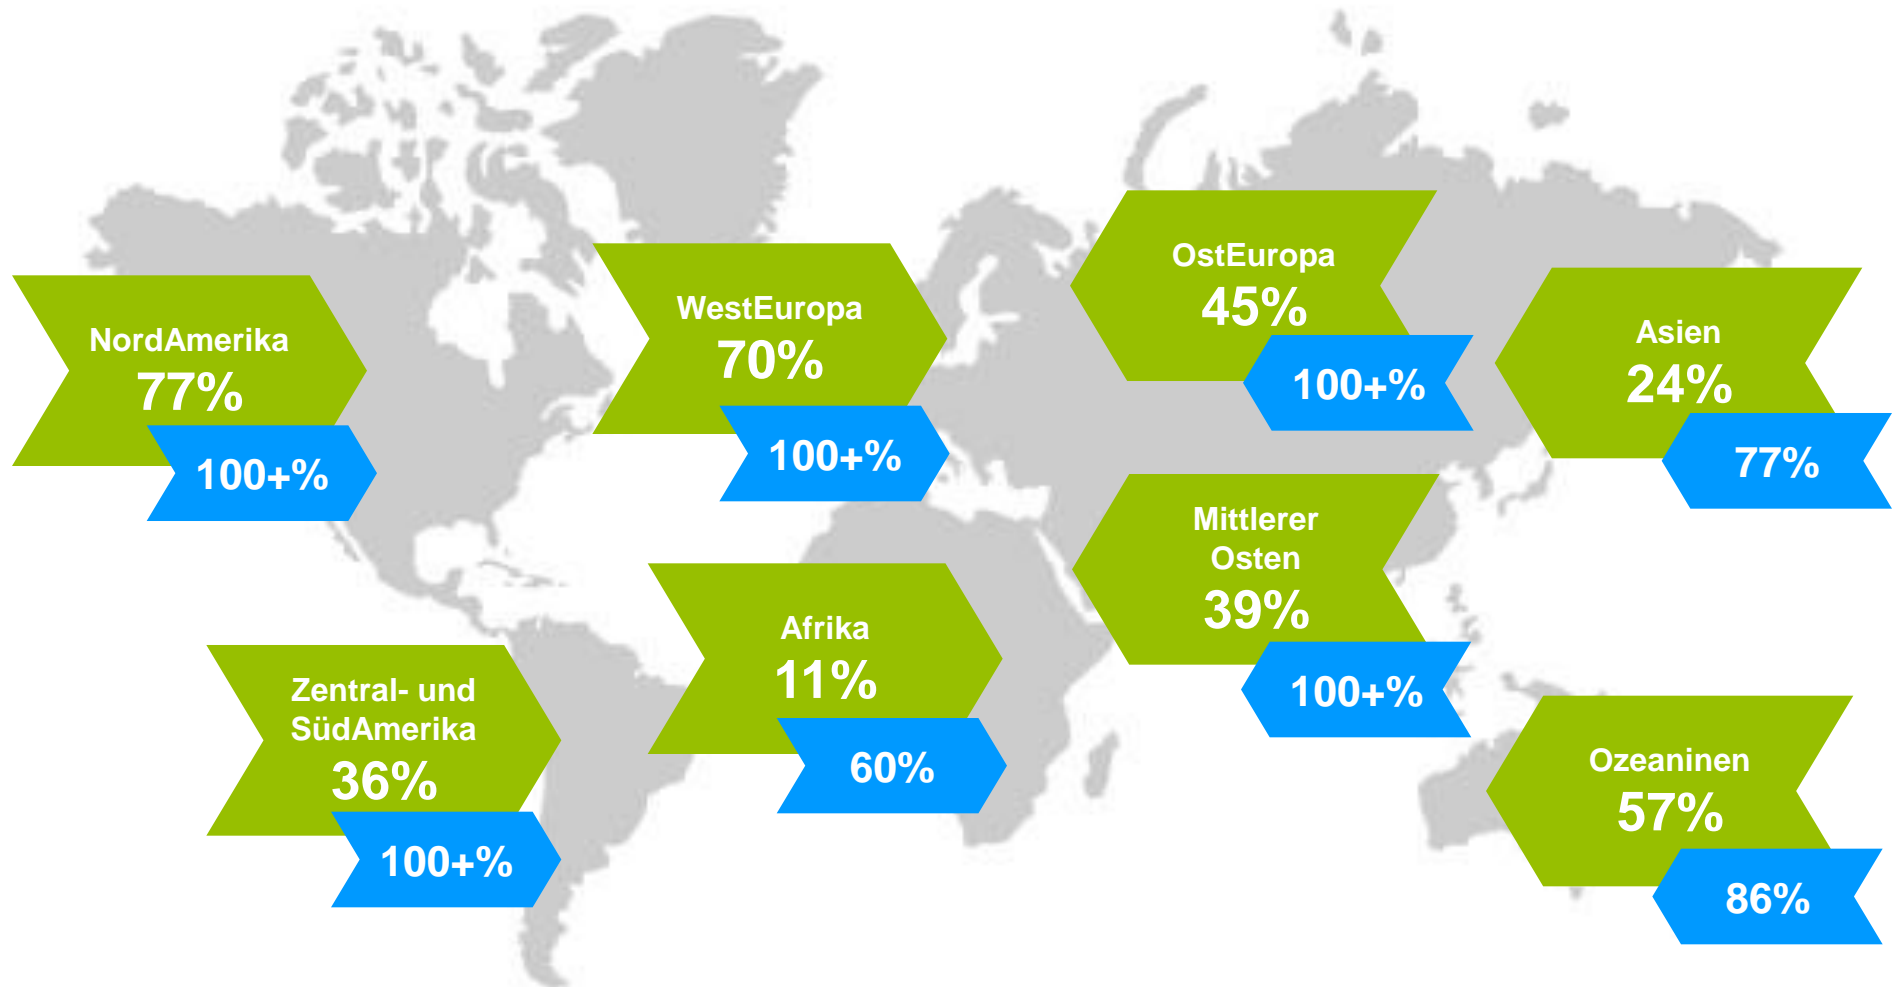 NordAmerika
77%
100+%
WestEuropa
70%
100+%
OstEuropa
45%
100+%
Asien
24%
77%
Zentral- und
SüdAmerika
36%
100+%
Afrika
11%
60%
Mittlerer
Osten
39%
100+%
Ozeaninen
57%
86%